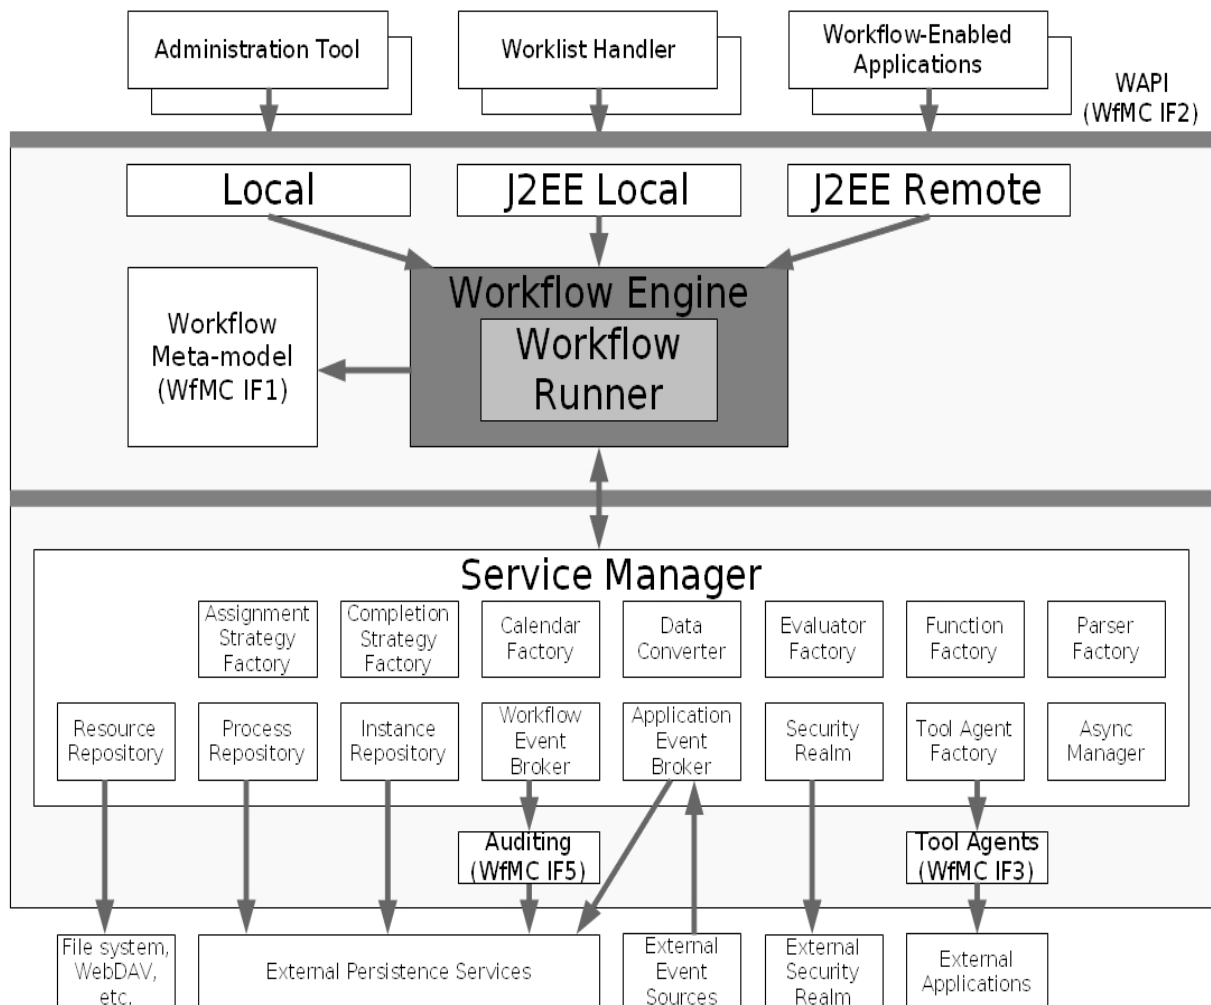 Administration Tool
Worklist Handler
Workflow-Enabled
Applications
WAPI
(WfMC IF2)
Local
J2EE Local
J2EE Remote
Workflow Engine
Workflow
Runner
Workflow
Meta-model
(WfMC IF1)
Service Manager
Assignment
Strategy
Factory
Completion
Strategy
Factory
Calendar
Factory
Data
Converter
Evaluator
Factory
Function
Factory
Parser
Factory
Resource
Repository
Process
Repository
Instance
Repository
Workflow
Event
Broker
Application
Event
Broker
Security
Realm
Tool Agent
Factory
Async
Manager
Auditing
(WfMC IF5)
Tool Agents
(WfMC IF3)
File system,
WebDAV,
etc.
External Persistence Services
External
Event
Sources
External
Security
Realm
External
Applications